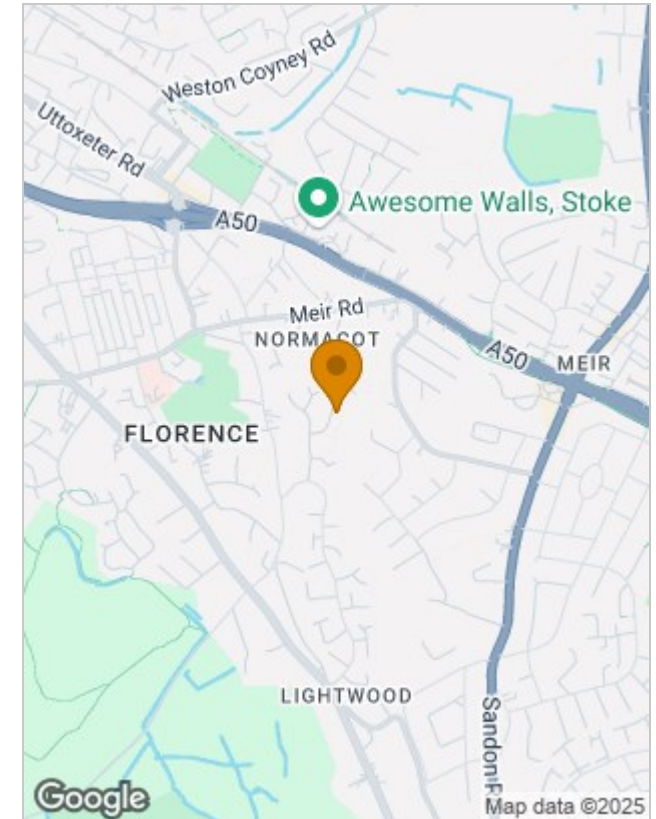 Weston Coyney Rd
Uttoxeter Rd
Awesome Walls, Stoke
A50
Meir Rd
NORMACOT
A50
MEIR
FLORENCE
LIGHTWOOD
Sandon R
Google
Map data ©2025